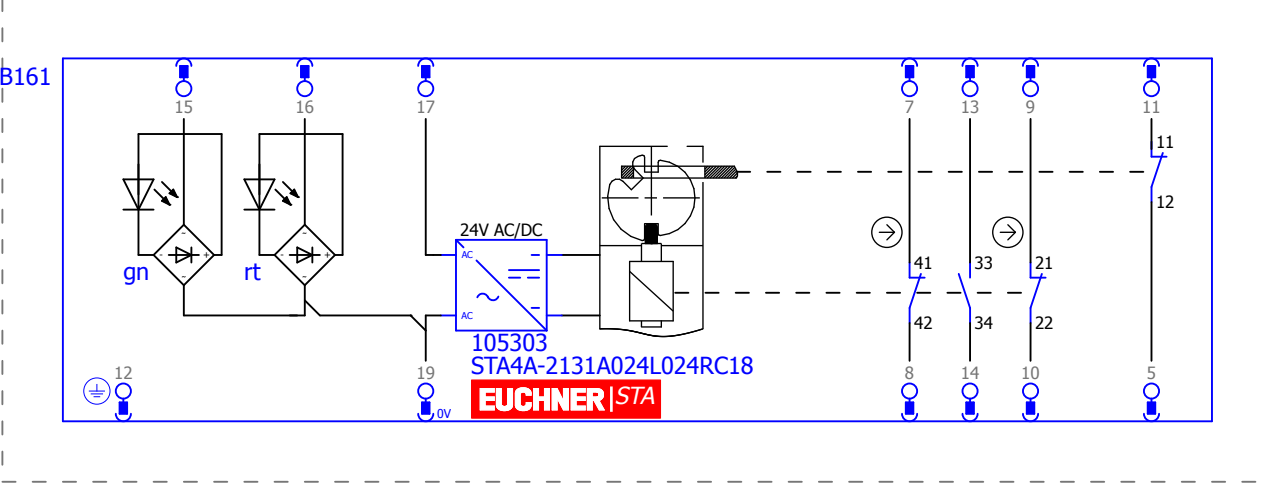 B161
15
16
17
7
13
9
11
11
12
24V AC/DC
AC
gn
rt
41
33
21
AC
42
34
22
105303
STA4A-2131A024L024RC18
EUCHNER STA
12
19
8
14
10
5
0V